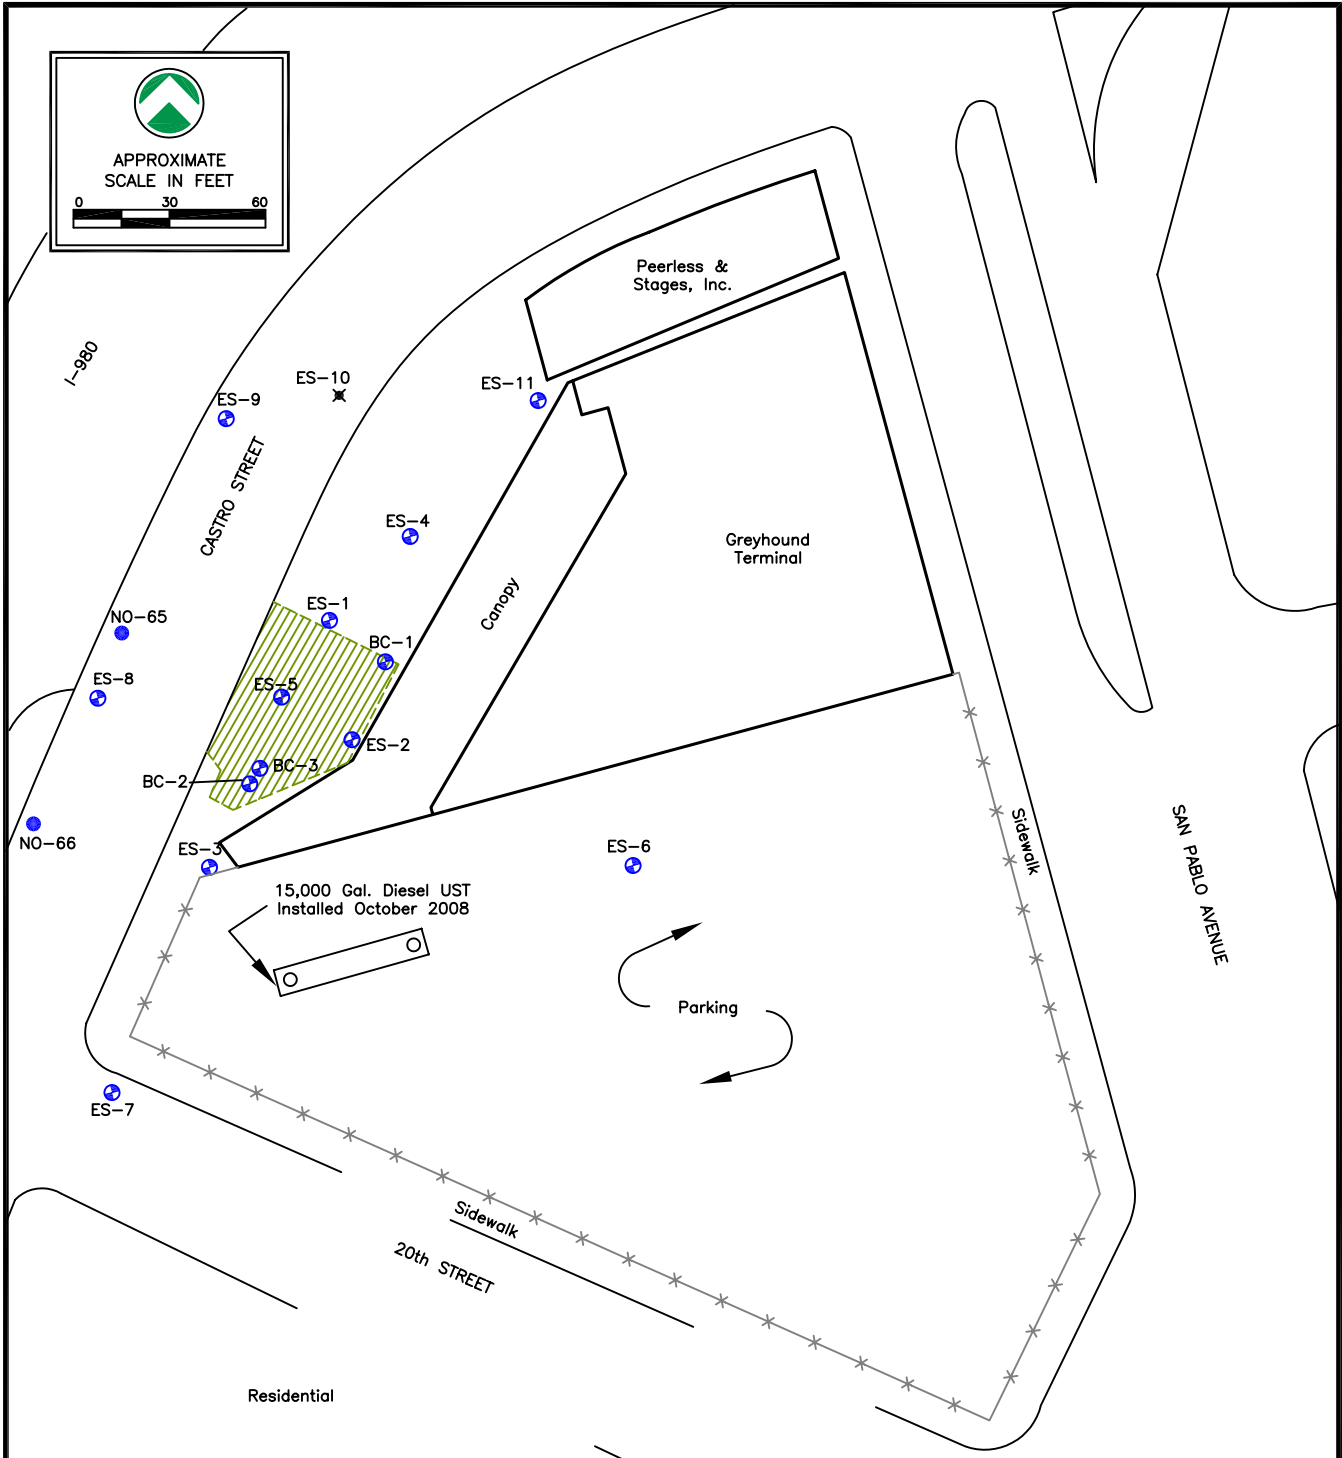 APPROXIMATE
SCALE IN FEET
0 30 60
Peerless &
Stages, Inc.
I-980
ES-10
ES-11
ES-9
CASTRO STREET
ES-4
Greyhound
Terminal
Canopy
ES-1
NO-65
BC-1
ES-8
ES-5
ES-2
BC-3
BC-2
NO-66
ES-3
ES-6
Sidewalk
SAN PABLO AVENUE
15,000 Gal. Diesel UST
Installed October 2008
Parking
ES-7
Sidewalk
20th STREET
Residential